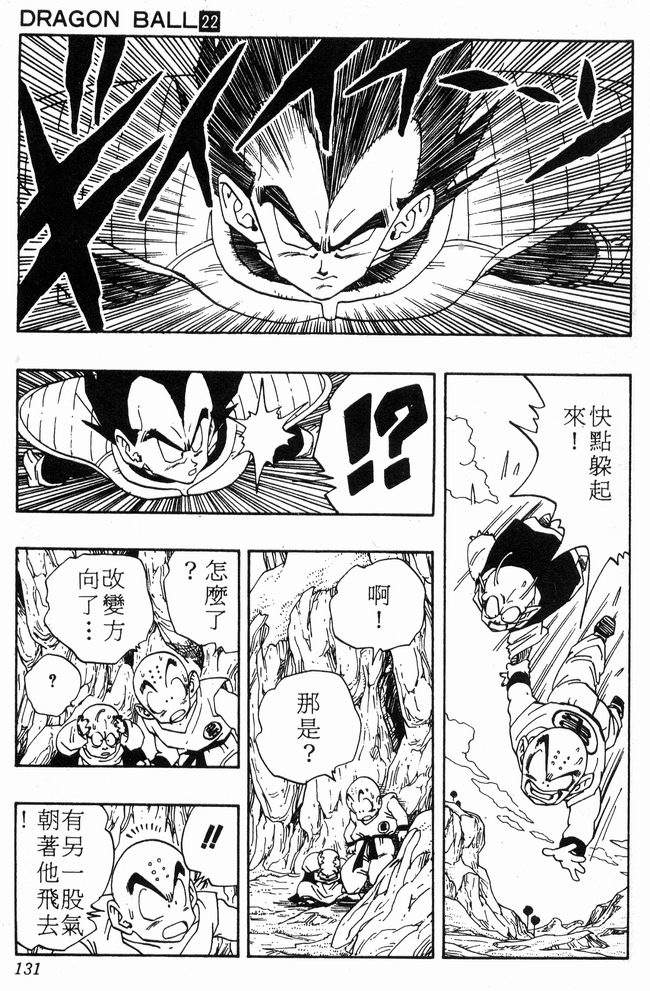 DRAGON BALL 22
快點躲起
來！
！？
啊！
那是？
怎麼了
？
改變方
向了…
？
！！
有另一股氣
朝著他飛去
！
131